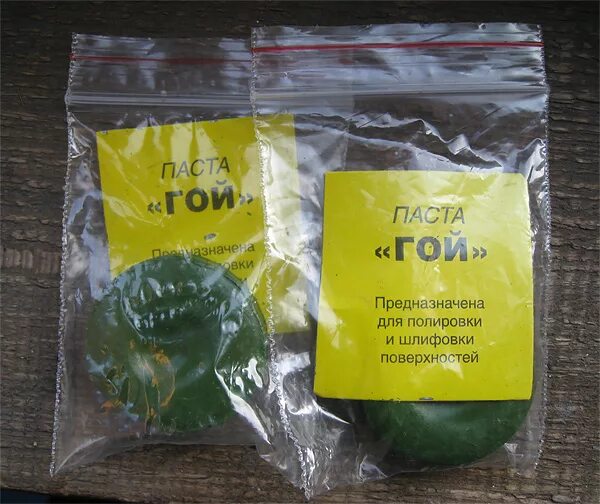 ПАСТА
«ГОЙ»
Предназначена
ПАСТА
«ГОЙ»
Предназначена
для полировки
и шлифовки
поверхностей